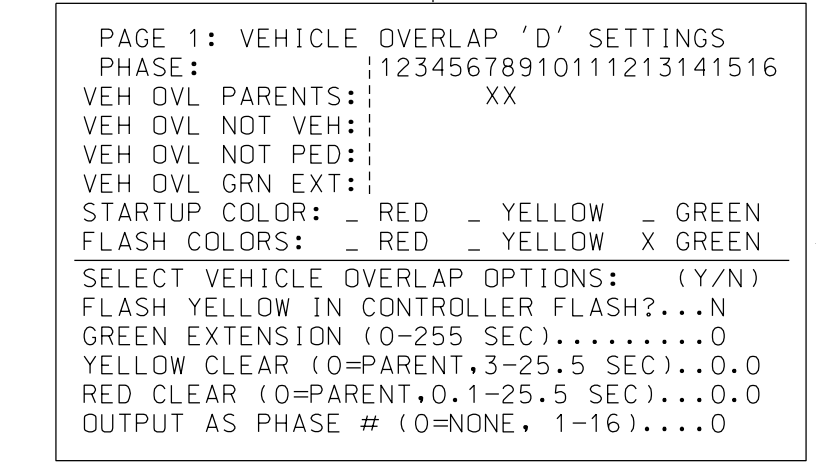 PAGE 1: VEHICLE OVERLAP 'D' SETTINGS
PHASE: |12345678910111213141516
VEH OVL PARENTS:| XX
VEH OVL NOT VEH:|
VEH OVL NOT PED:|
VEH OVL GRN EXT:|
STARTUP COLOR: _ RED _ YELLOW _ GREEN
FLASH COLORS: _ RED _ YELLOW X GREEN
SELECT VEHICLE OVERLAP OPTIONS: (Y/N)
FLASH YELLOW IN CONTROLLER FLASH?...N
GREEN EXTENSION (0-255 SEC).........0
YELLOW CLEAR (0=PARENT,3-25.5 SEC)..0.0
RED CLEAR (0=PARENT,0.1-25.5 SEC)...0.0
OUTPUT AS PHASE # (0=NONE, 1-16)....0